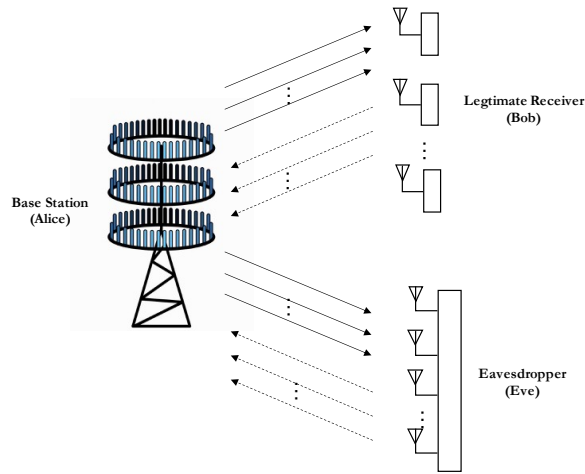 Legtimate Receiver
(Bob)
Base Station
(Alice)
Eavesdropper
(Eve)